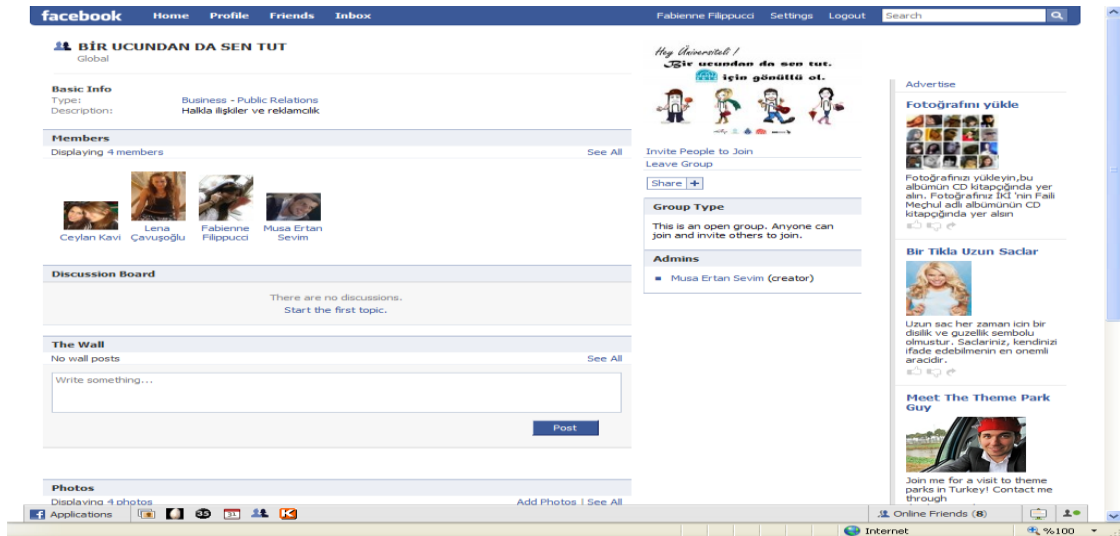 facebook Home Profile Friends Inbox Fabienne Filippucci Settings Logout Search
BİR UCUNDAN DA SEN TUT
Global
Basic Info
Type: Business - Public Relations
Description: Halkla ilişkiler ve reklamcılık
Members
Displaying 4 members See All
Ceylan Kavi
Lena
Çavuşoğlu
Fabienne
Filippucci
Musa Ertan
Sevim
Discussion Board
There are no discussions.
Start the first topic.
The Wall
No wall posts See All
Write something...
Post
Photos
Displaying 4 photos Add Photos | See All
Hey Üniversiteli !
Bir ucundan da sen tut.
için gönüllü ol.
Invite People to Join
Leave Group
Share +
Group Type
This is an open group. Anyone can
join and invite others to join.
Admins
Musa Ertan Sevim (creator)
Advertise
Fotoğrafını yükle
Fotoğrafınızı yükleyin,bu
albümün CD kitapçığında yer
alın. Fotoğrafınız İKİ 'nin Faili
Meçhul adlı albümünün CD
kitapçığında yer alsın
Bir Tikla Uzun Saclar
Uzun sac her zaman icin bir
disilik ve guzellik sembolu
olmustur. Saclariniz, kendinizi
ifade edebilmenin en onemli
aracidir.
Meet The Theme Park
Guy
Join me for a visit to theme
parks in Turkey! Contact me
through
Applications 31 Online Friends (8)
Internet %100